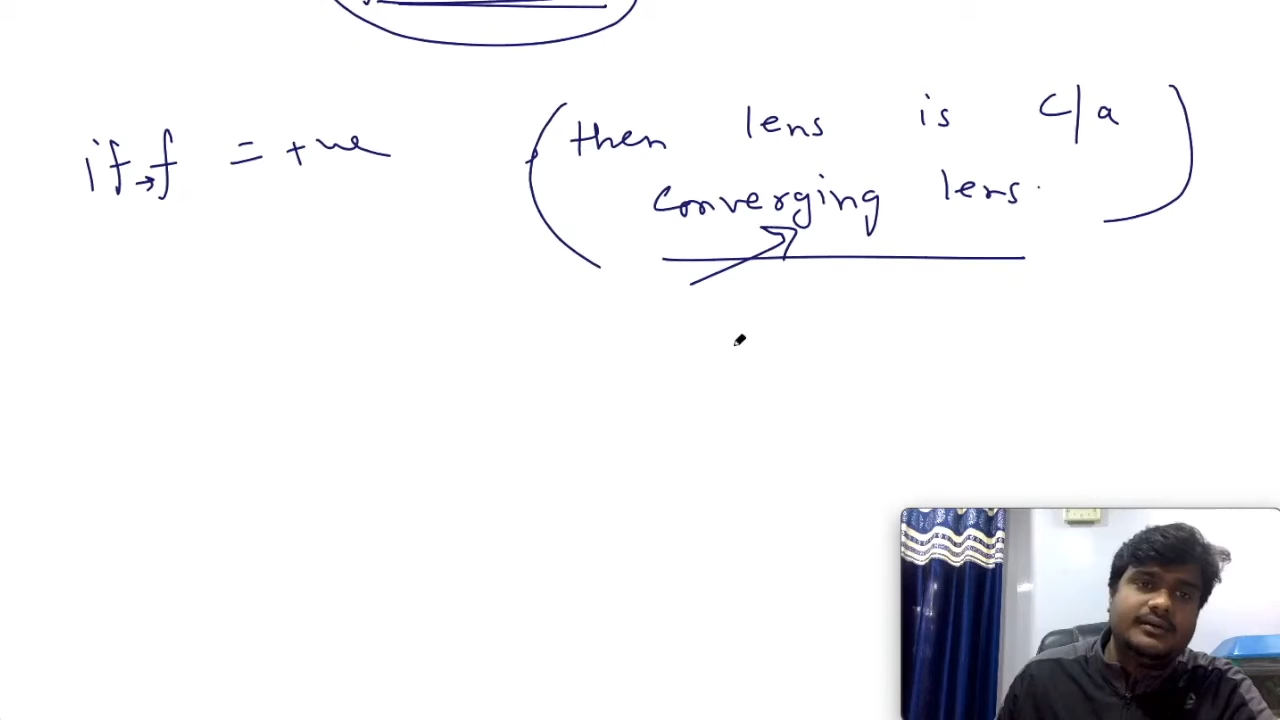 if f = +ve
(then lens is c/a
converging lens.)